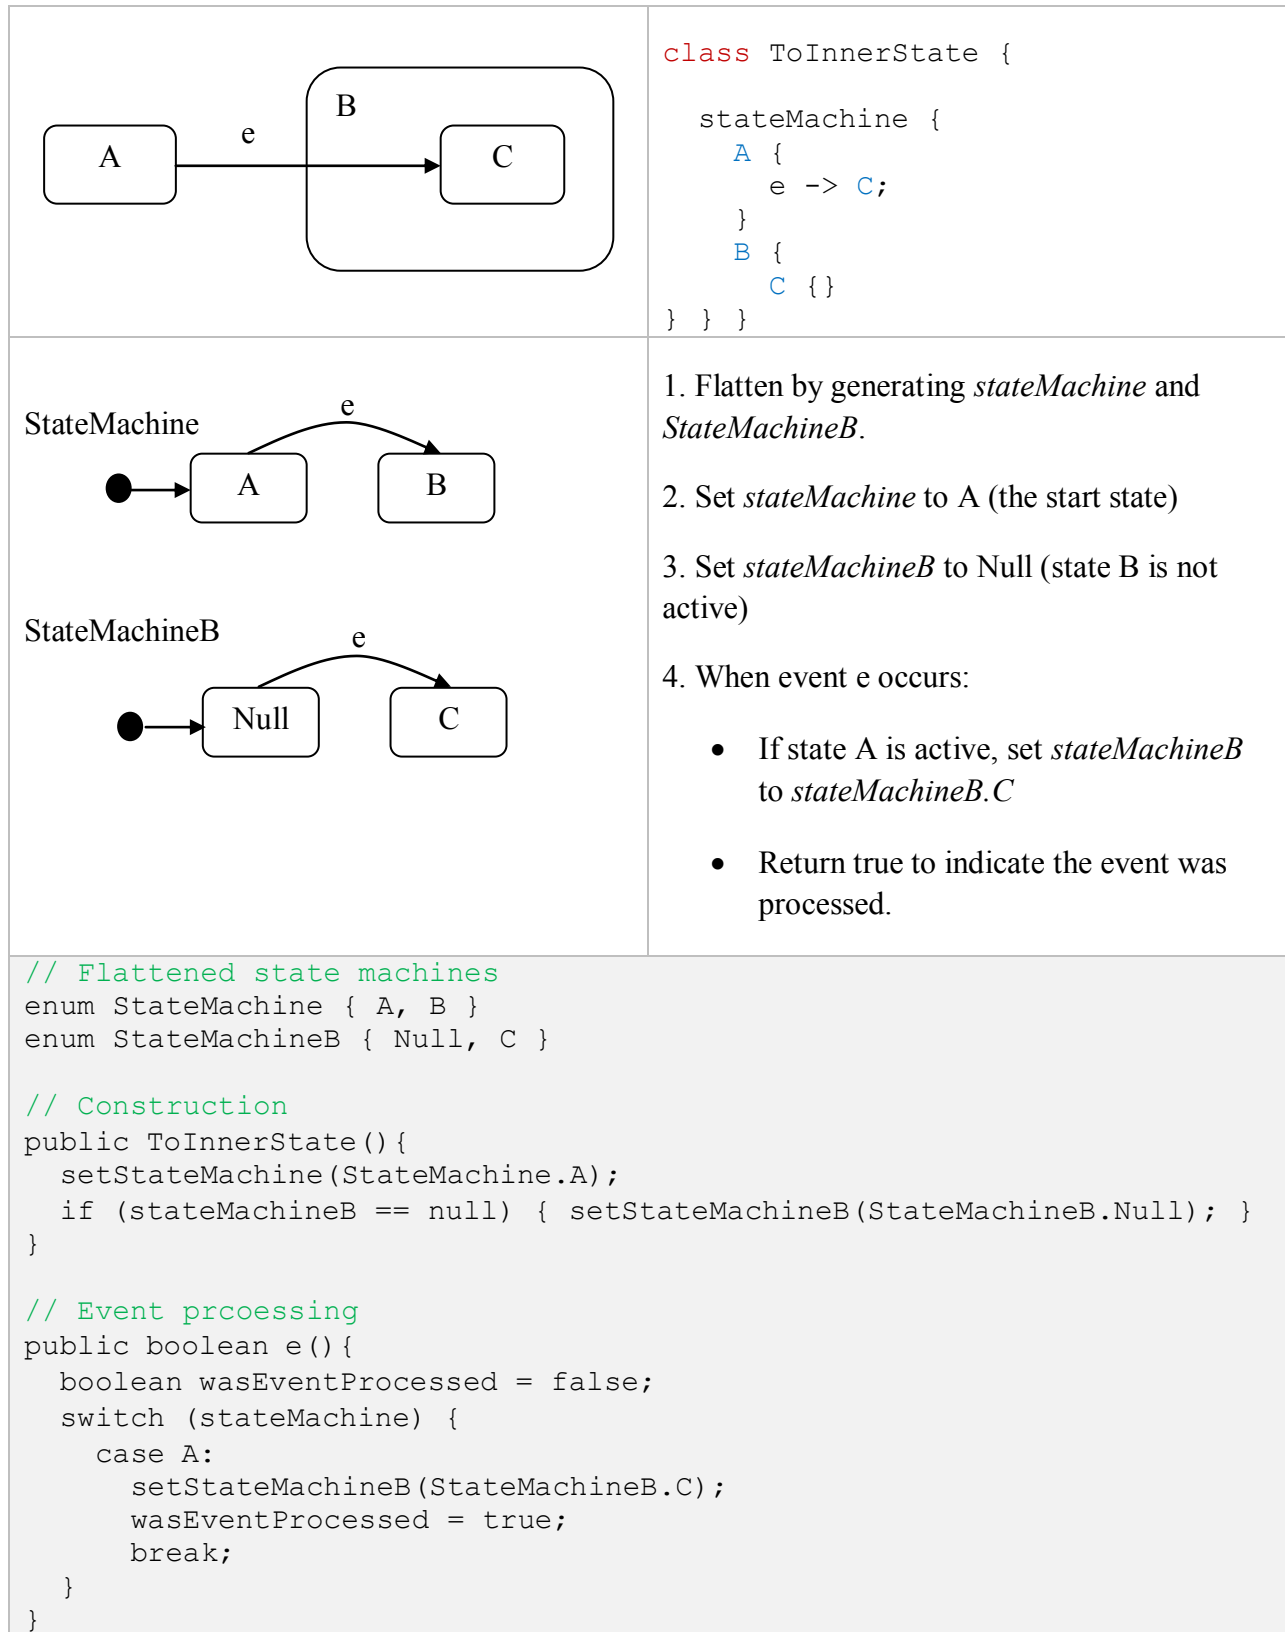 A
e
B
C
class ToInnerState {
stateMachine {
A {
e -> C;
}
B {
C {}
} } }
StateMachine
e
A
B
StateMachineB
e
Null
C
1. Flatten by generating stateMachine and
StateMachineB.
2. Set stateMachine to A (the start state)
3. Set stateMachineB to Null (state B is not
active)
4. When event e occurs:
• If state A is active, set stateMachineB
to stateMachineB.C
• Return true to indicate the event was
processed.
// Flattened state machines
enum StateMachine { A, B }
enum StateMachineB { Null, C }
// Construction
public ToInnerState(){
setStateMachine(StateMachine.A);
if (stateMachineB == null) { setStateMachineB(StateMachineB.Null); }
}
// Event prcoessing
public boolean e(){
boolean wasEventProcessed = false;
switch (stateMachine) {
case A:
setStateMachineB(StateMachineB.C);
wasEventProcessed = true;
break;
}
}